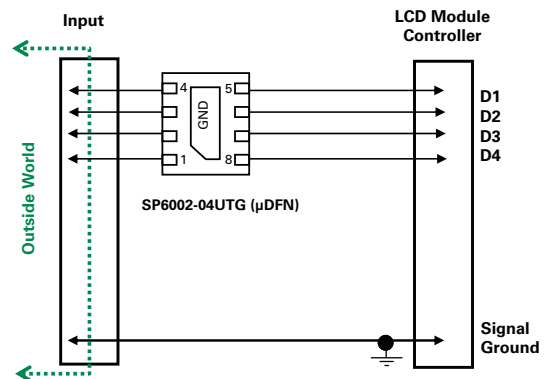 Input
LCD Module
Controller
Outside World
4
5
GND
1
8
D1
D2
D3
D4
SP6002-04UTG (µDFN)
Signal
Ground